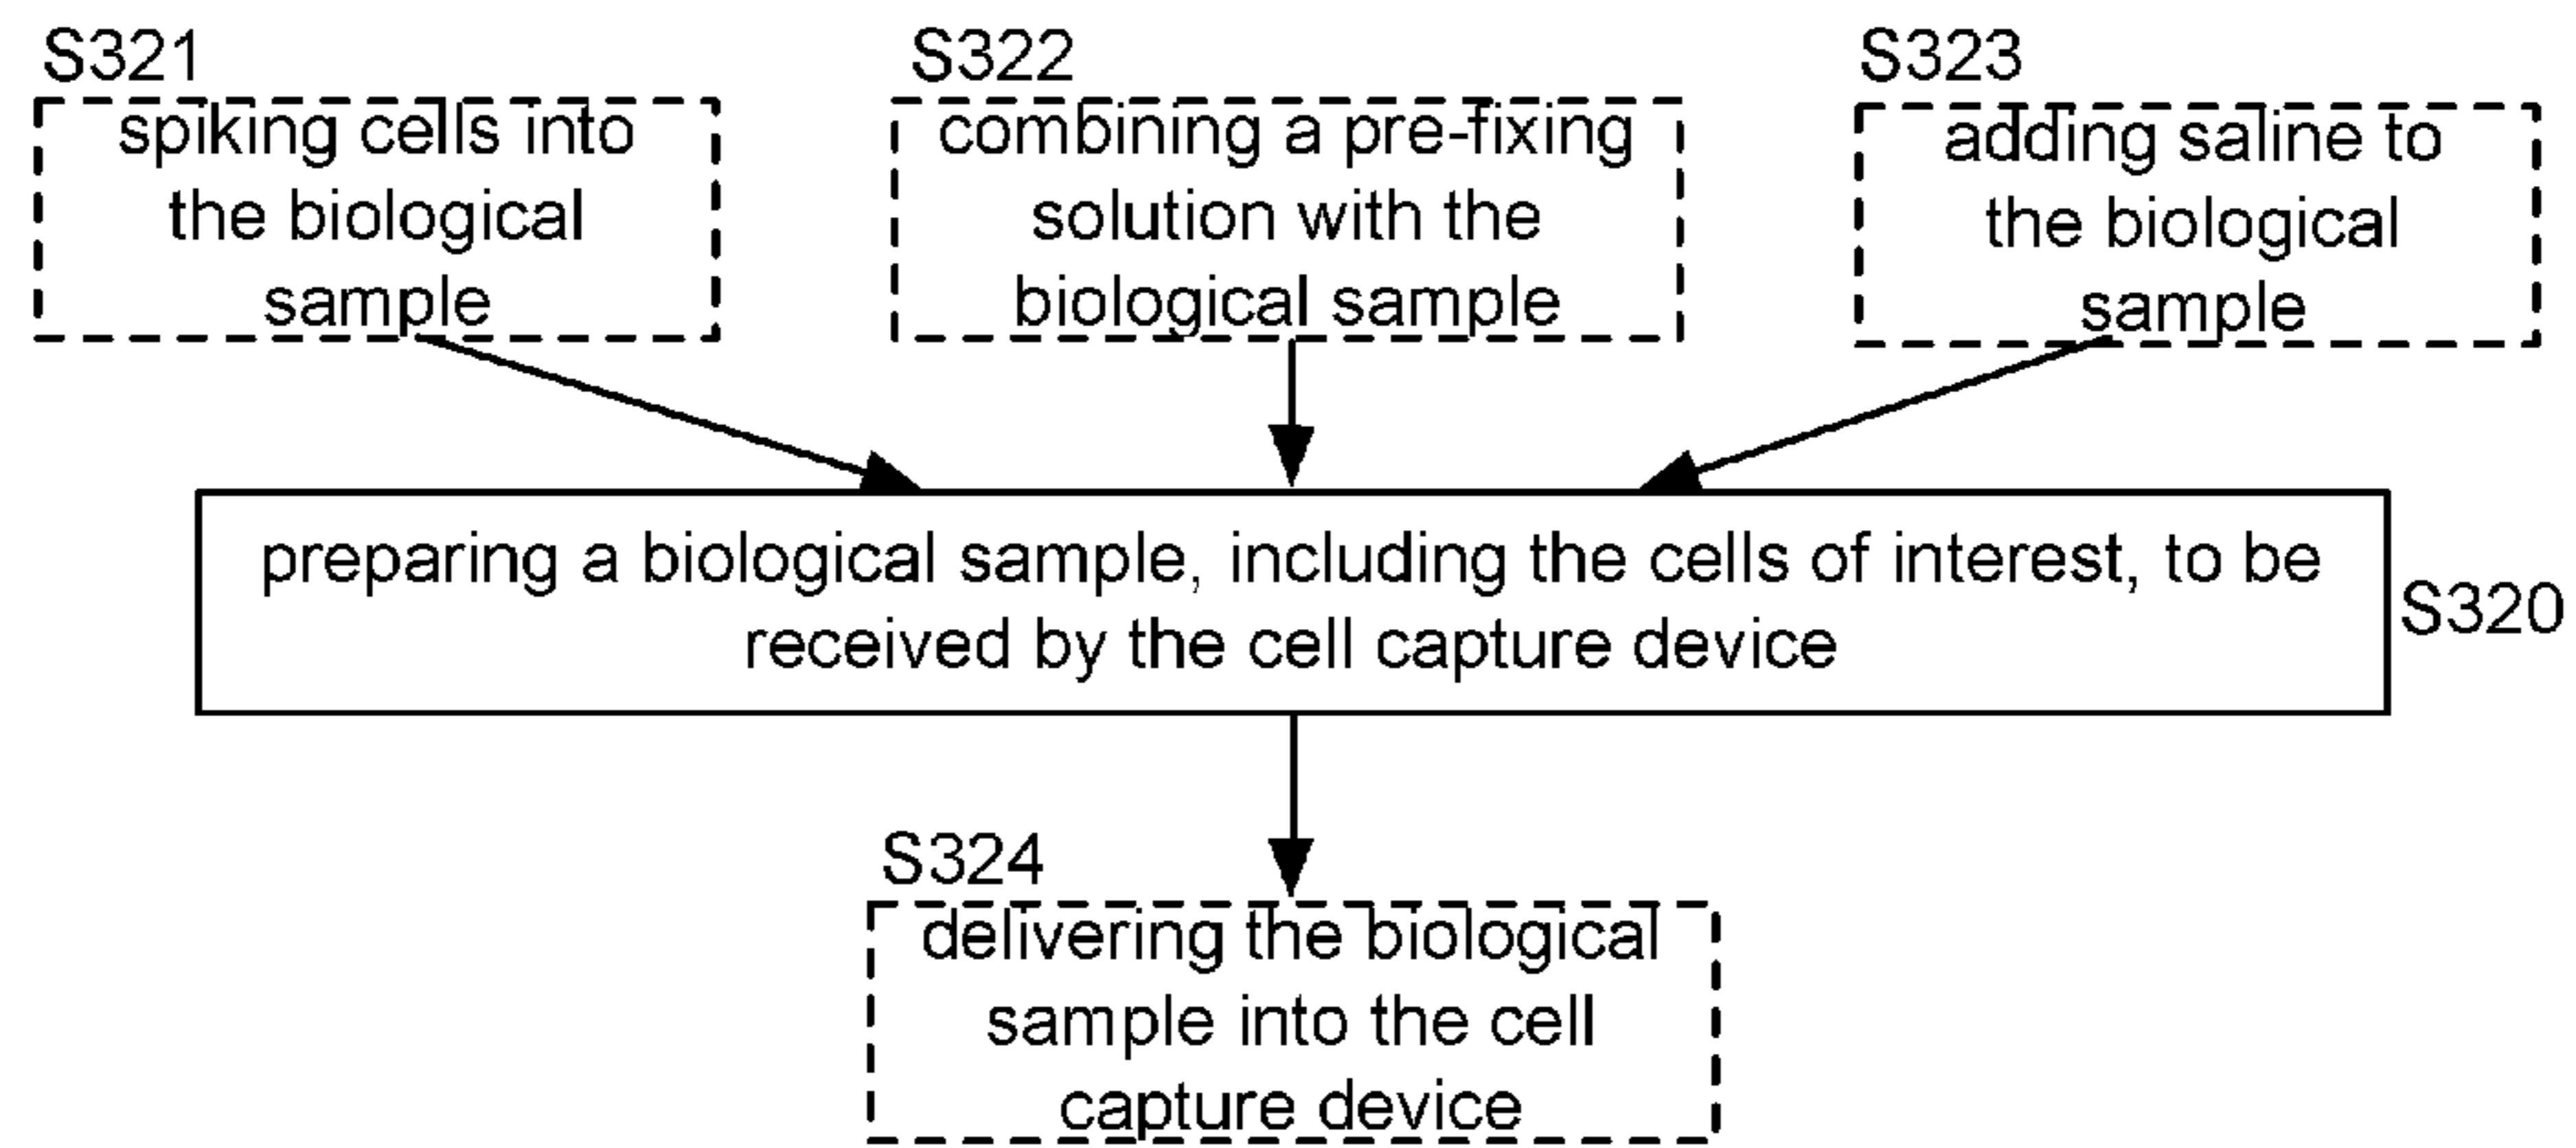 S321
spiking cells into
the biological
sample
S322
combining a pre-fixing
solution with the
biological sample
S323
adding saline to
the biological
sample
preparing a biological sample, including the cells of interest, to be
received by the cell capture device
S320
S324
delivering the biological
sample into the cell
capture device